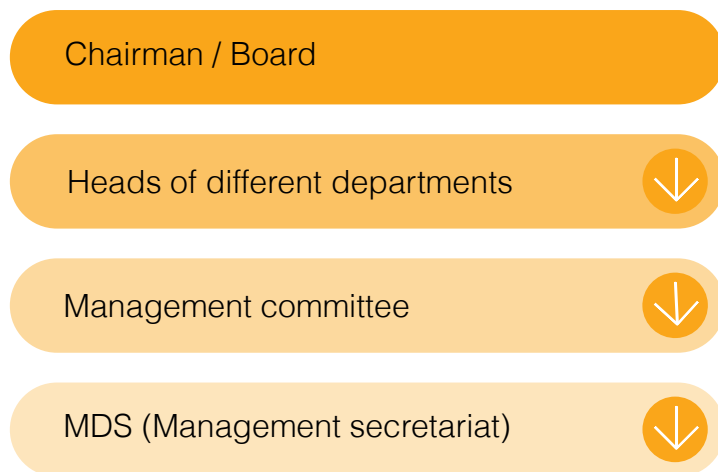 Chairman / Board
Heads of different departments
Management committee
MDS (Management secretariat)